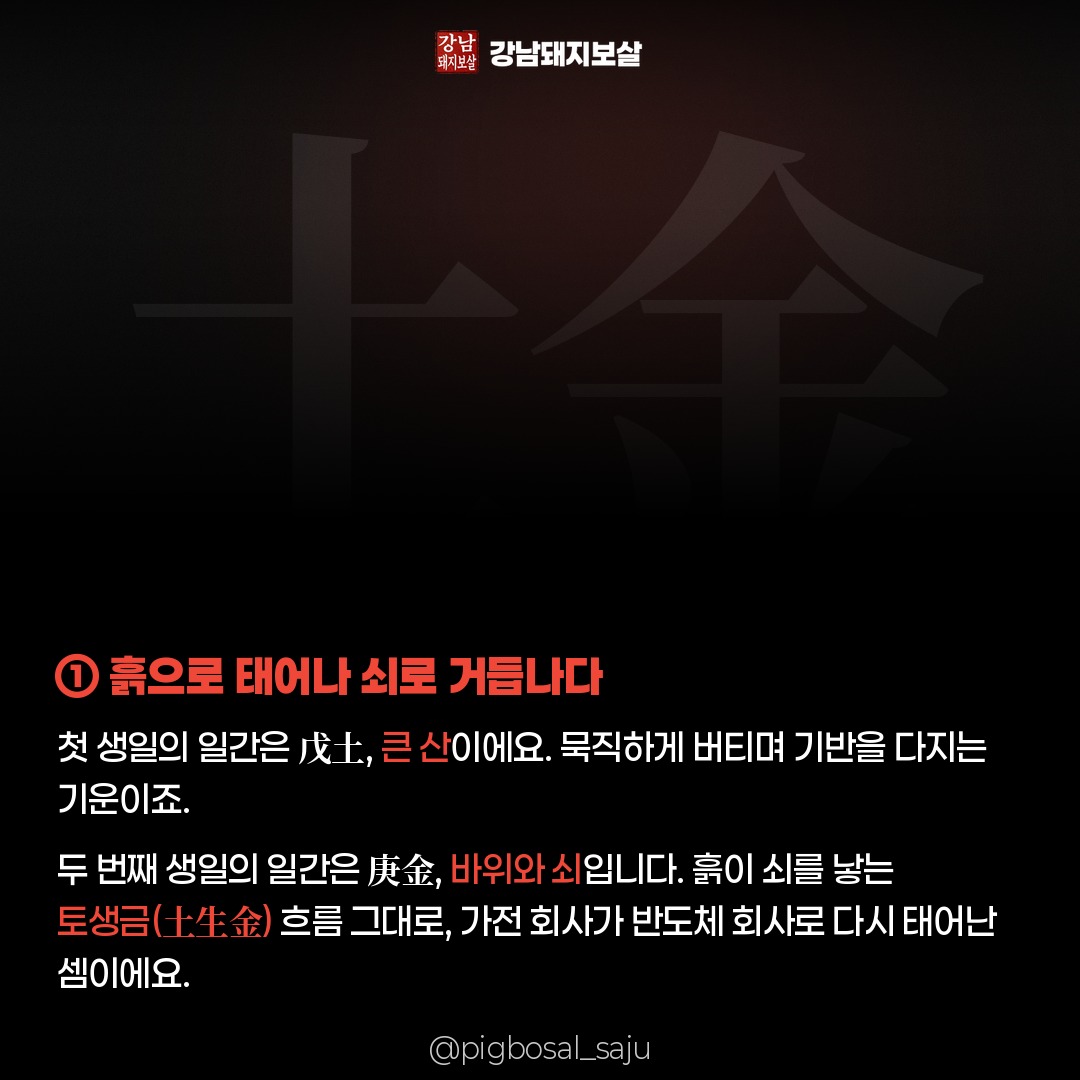 강남
돼지보살
강남돼지보살
土金
① 흙으로 태어나 쇠로 거듭나다
첫 생일의 일간은 戊土, 큰 산이에요. 묵직하게 버티며 기반을 다지는
기운이죠.
두 번째 생일의 일간은 庚金, 바위와 쇠입니다. 흙이 쇠를 낳는
토생금(土生金) 흐름 그대로, 가전 회사가 반도체 회사로 다시 태어난
셈이에요.
@pigbosal_saju